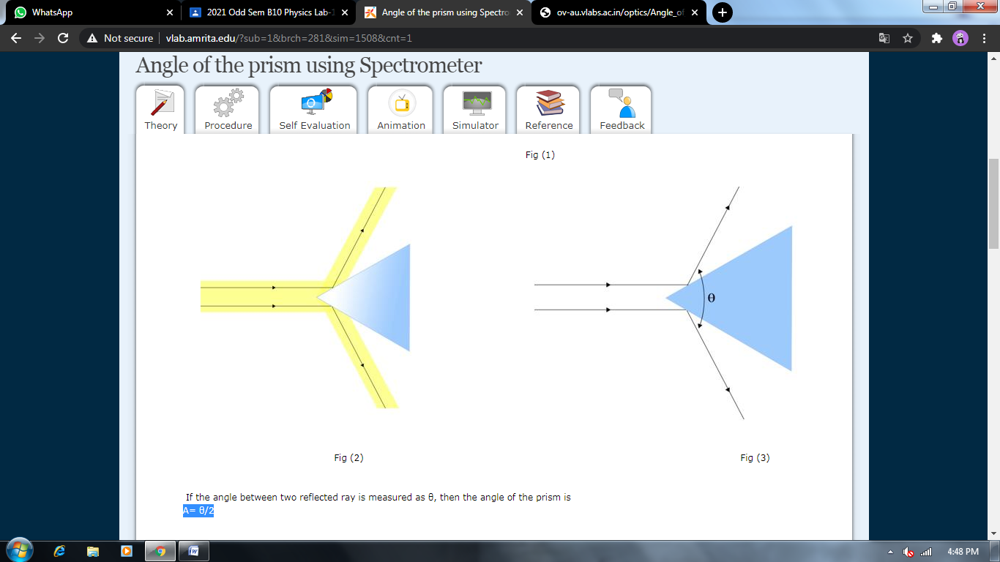 WhatsApp
2021 Odd Sem B10 Physics Lab-1
Angle of the prism using Spectro
ov-au.vlabs.ac.in/optics/Angle_of
Not secure | vlab.amrita.edu/?sub=1&brch=281&sim=1508&cnt=1
Angle of the prism using Spectrometer
Theory
Procedure
Self Evaluation
Animation
Simulator
Reference
Feedback
Fig (1)
θ
Fig (2)
Fig (3)
If the angle between two reflected ray is measured as θ, then the angle of the prism is
A= θ/2
4:48 PM